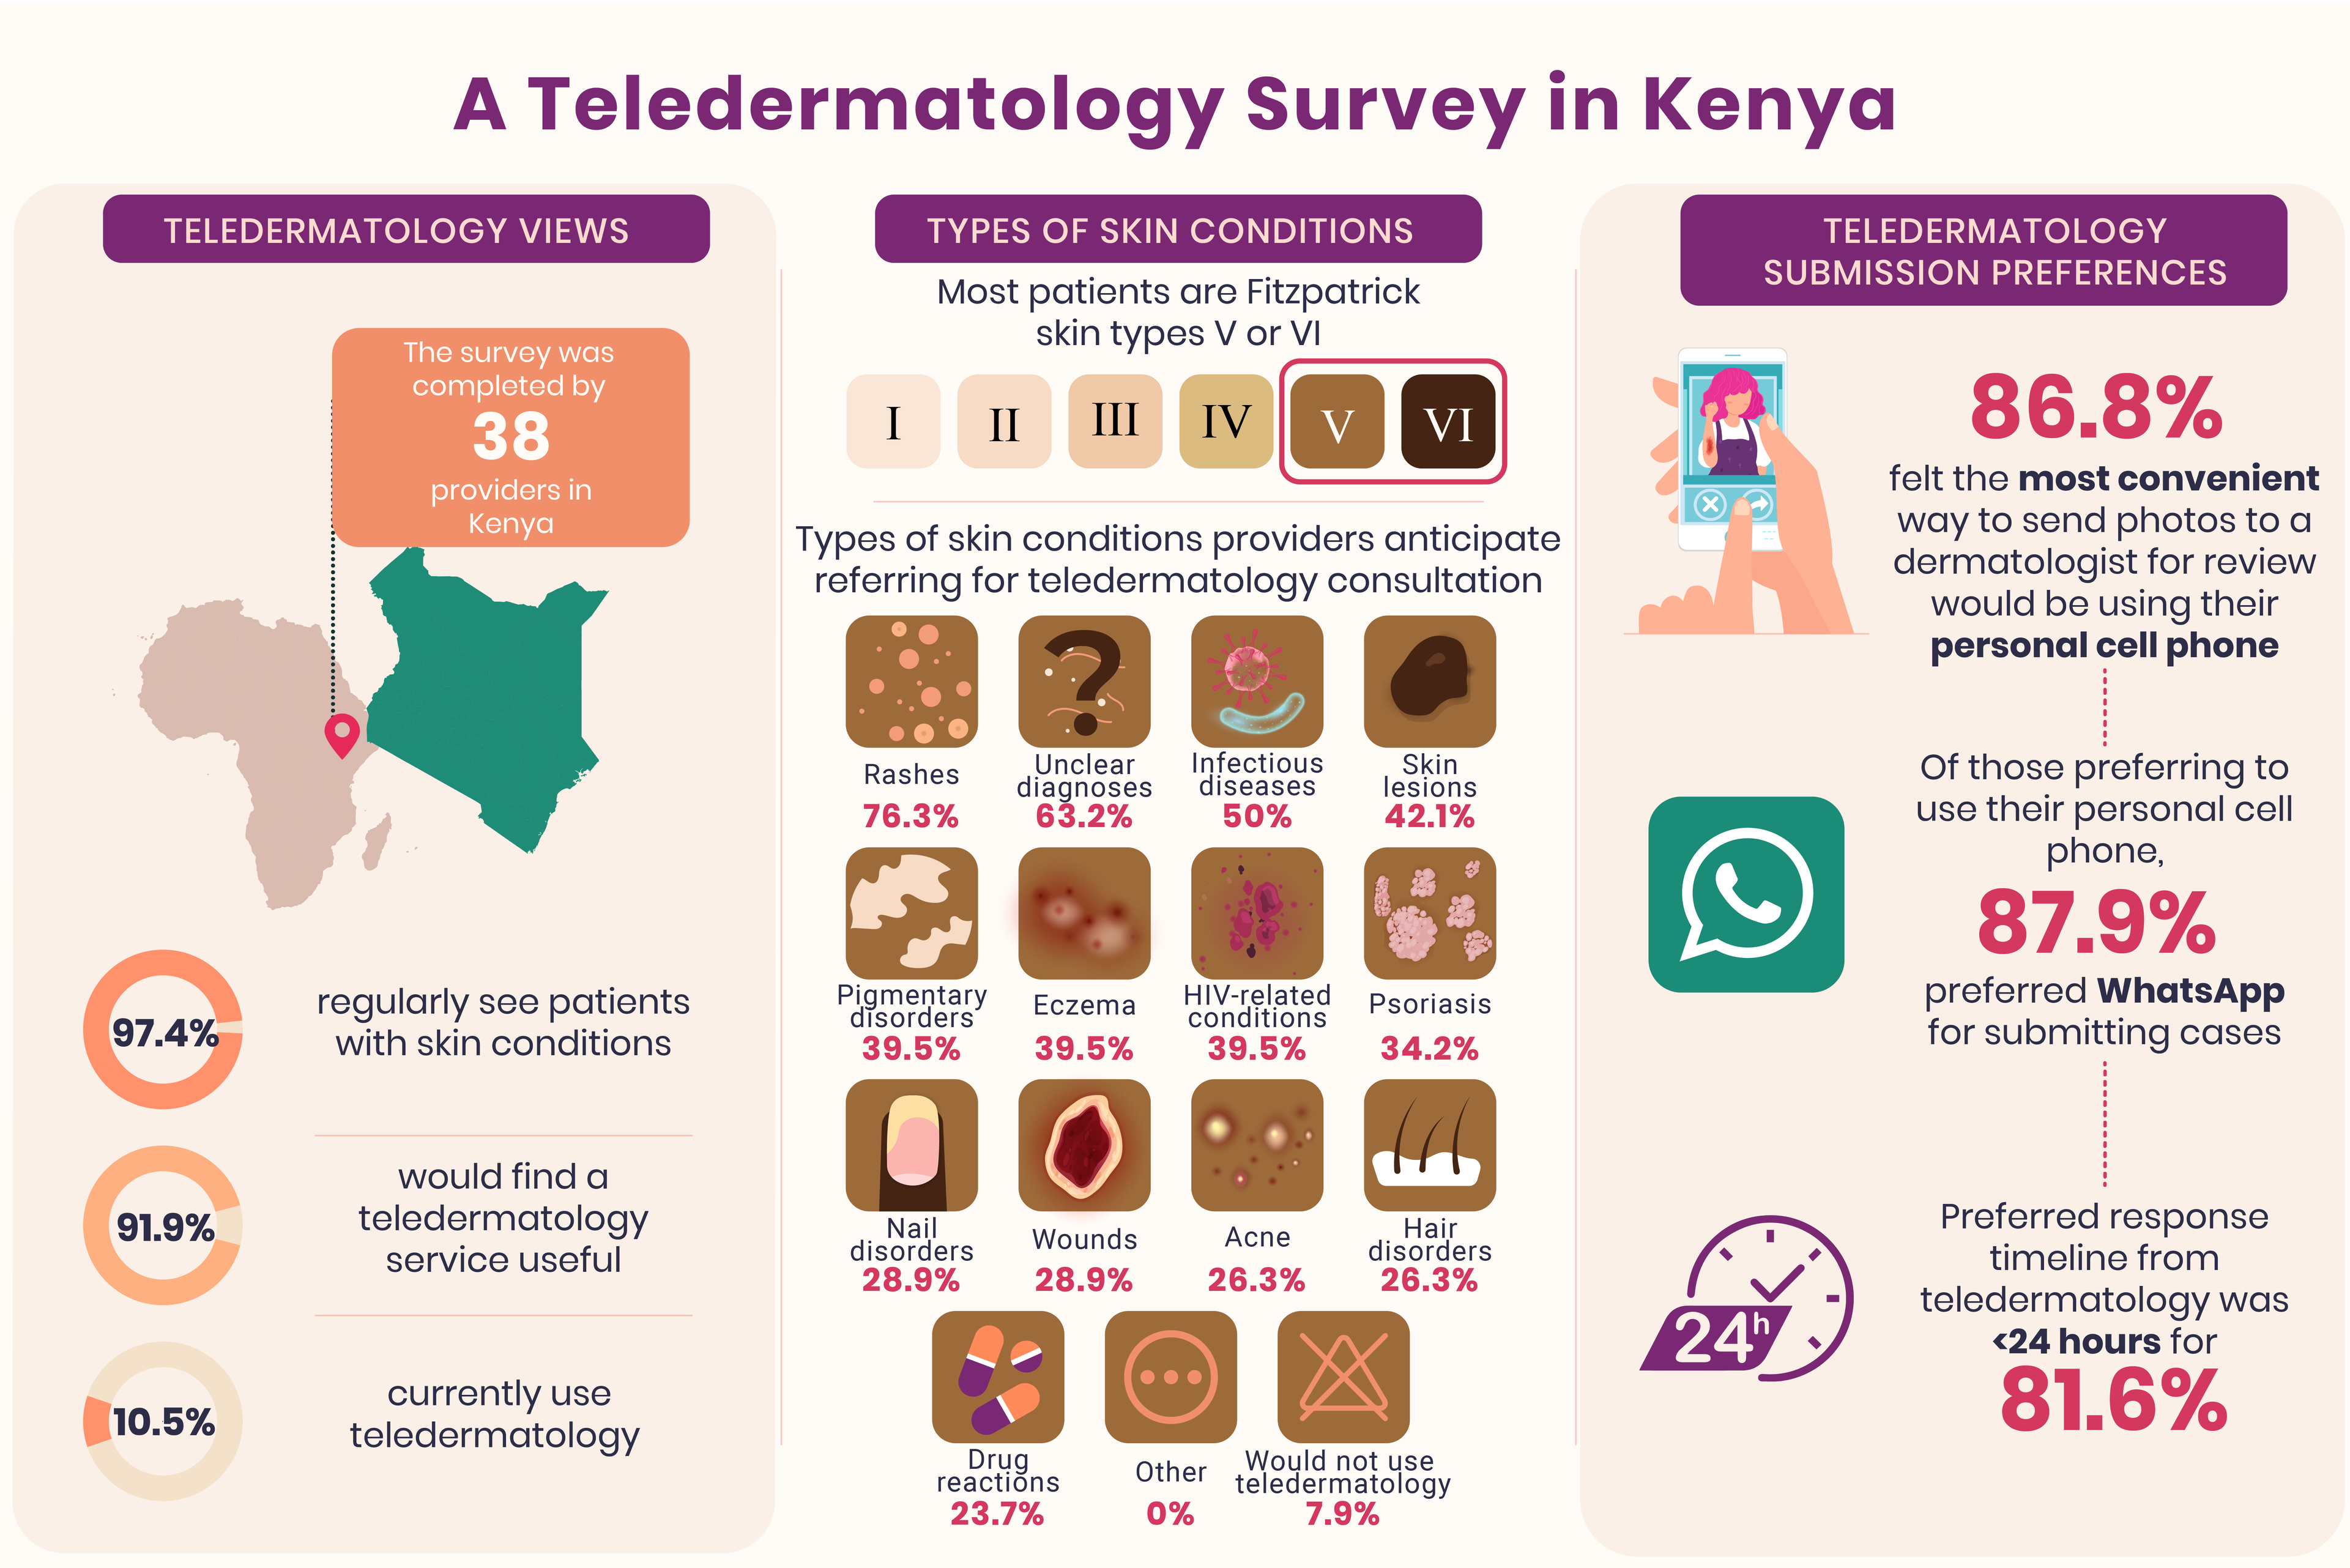 A Teledermatology Survey in Kenya
TELEDERMATOLOGY VIEWS
The survey was
completed by
38
providers in
Kenya
97.4%
regularly see patients
with skin conditions
91.9%
would find a
teledermatology
service useful
10.5%
currently use
teledermatology
TYPES OF SKIN CONDITIONS
Most patients are Fitzpatrick
skin types V or VI
I II III IV V VI
Types of skin conditions providers anticipate
referring for teledermatology consultation
?
Rashes
76.3%
Unclear
diagnoses
63.2%
Infectious
diseases
50%
Skin
lesions
42.1%
Pigmentary
disorders
39.5%
Eczema
39.5%
HIV-related
conditions
39.5%
Psoriasis
34.2%
Nail
disorders
28.9%
Wounds
28.9%
Acne
26.3%
Hair
disorders
26.3%
Drug
reactions
23.7%
Other
0%
Would not use
teledermatology
7.9%
TELEDERMATOLOGY
SUBMISSION PREFERENCES
86.8%
felt the most convenient
way to send photos to a
dermatologist for review
would be using their
personal cell phone
Of those preferring to
use their personal cell
phone,
87.9%
preferred WhatsApp
for submitting cases
24h
Preferred response
timeline from
teledermatology was
<24 hours for
81.6%